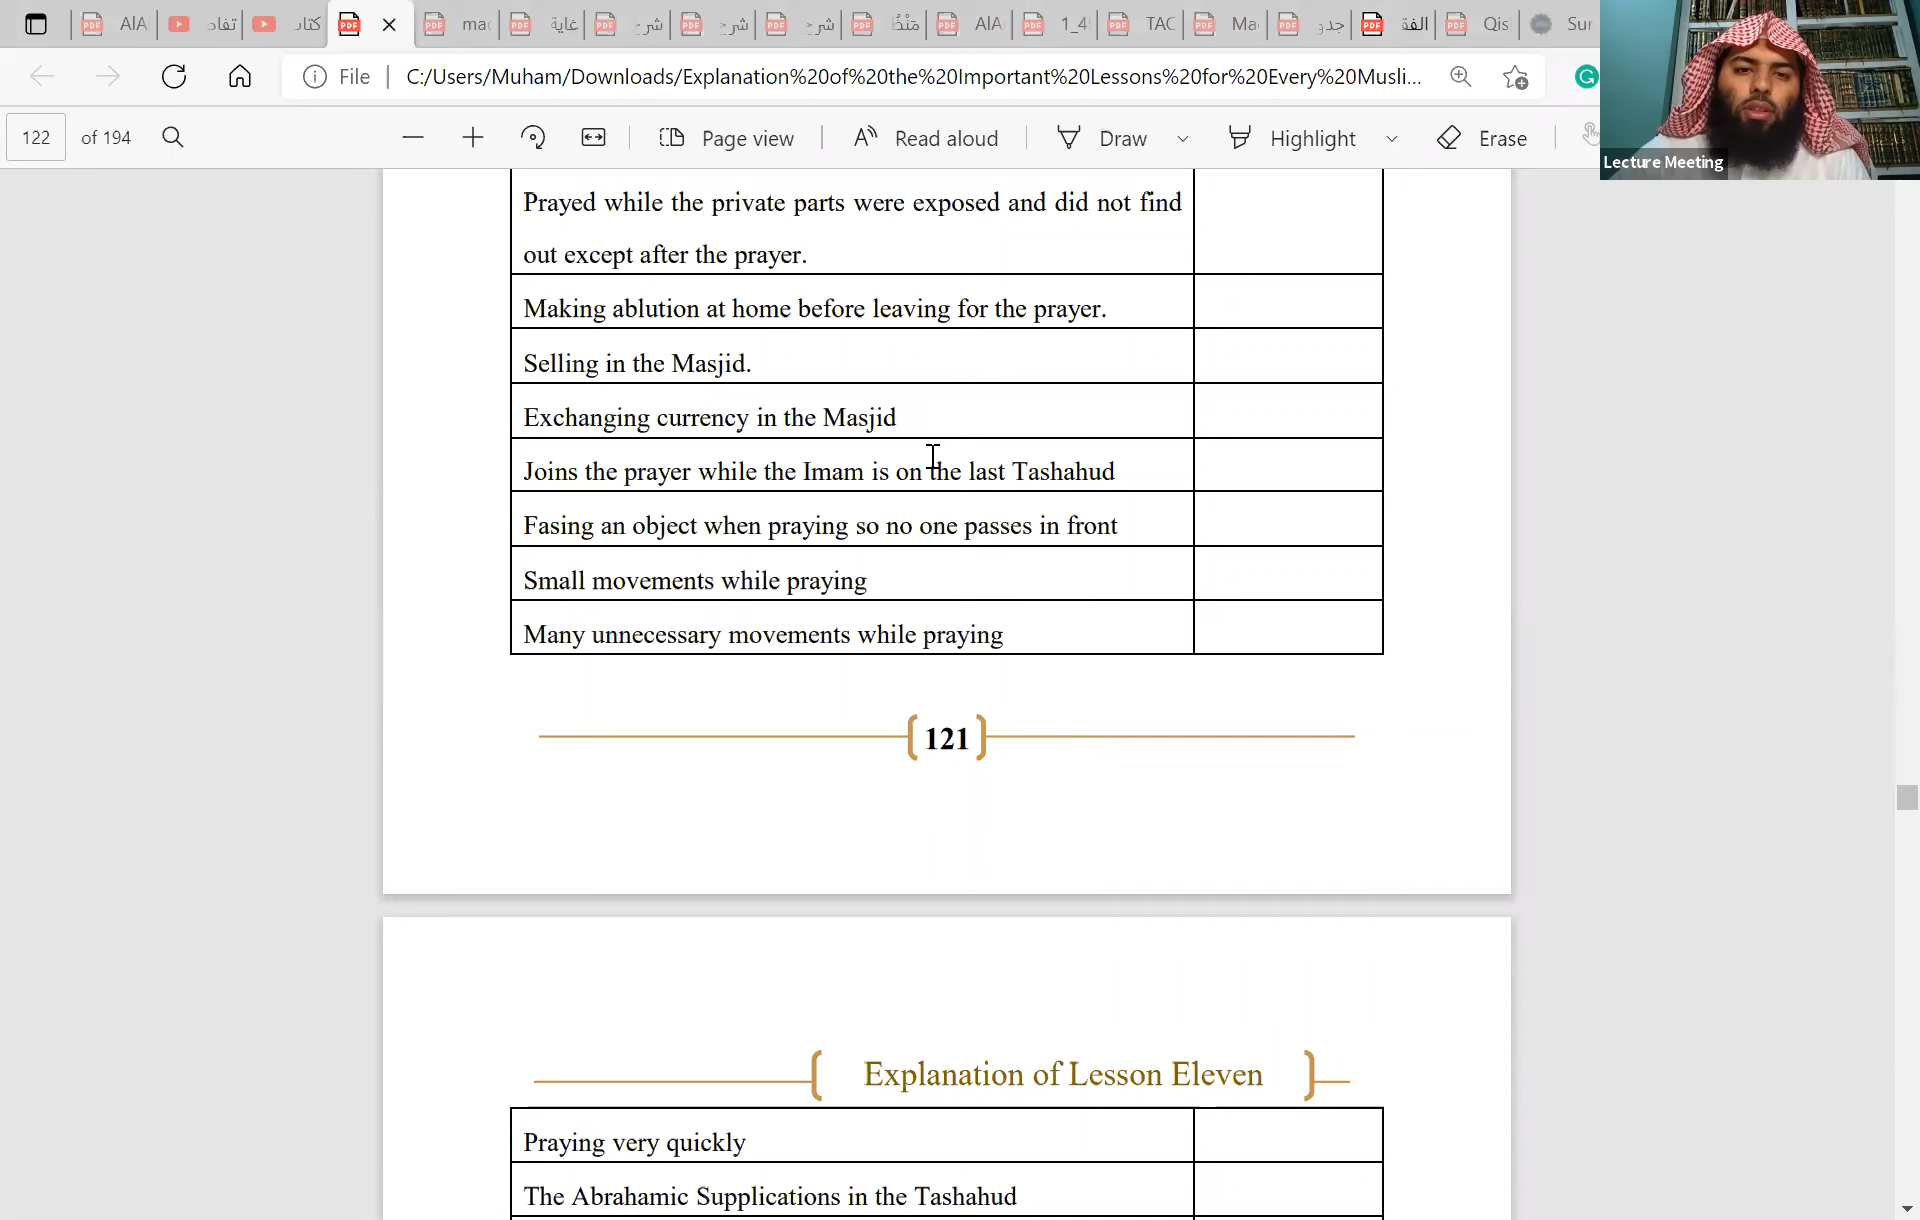 AlA
تفاد
كتار
mac
غاية
شرح
شرح
شرح
مَنْظُ
AlA
1_4
TAC
Ma
جدو
الفق
Qis
Sur
File
C:/Users/Muham/Downloads/Explanation%20of%20the%20Important%20Lessons%20for%20Every%20Musli...
122 of 194
Page view
Read aloud
Draw
Highlight
Erase
Lecture Meeting
Prayed while the private parts were exposed and did not find
out except after the prayer.
Making ablution at home before leaving for the prayer.
Selling in the Masjid.
Exchanging currency in the Masjid
Joins the prayer while the Imam is on the last Tashahud
Fasing an object when praying so no one passes in front
Small movements while praying
Many unnecessary movements while praying
121
Explanation of Lesson Eleven
Praying very quickly
The Abrahamic Supplications in the Tashahud